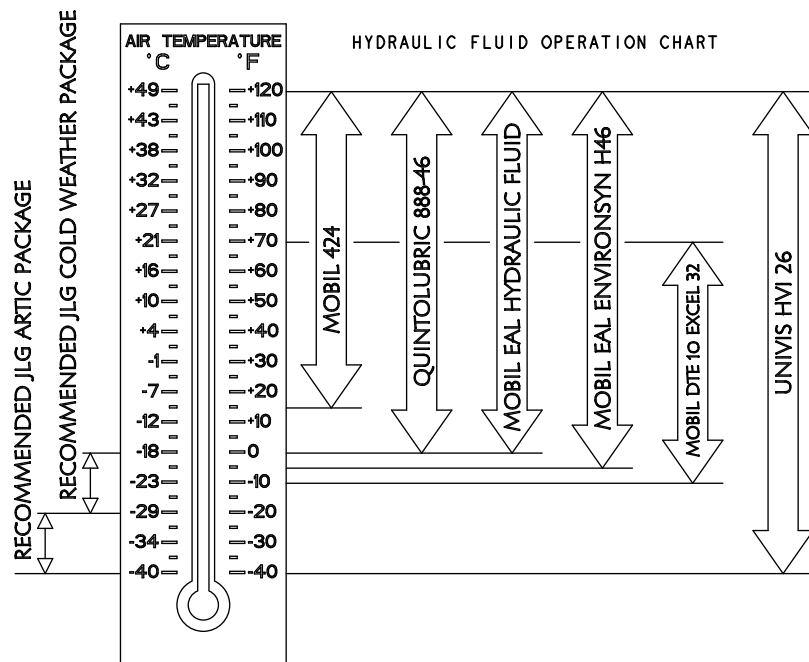 AIR TEMPERATURE
°C °F
HYDRAULIC FLUID OPERATION CHART
+49 +120
+43 +110
+38 +100
+32 +90
+27 +80
+21 +70
+16 +60
+10 +50
+4 +40
-1 +30
-7 +20
-12 +10
-18 0
-23 -10
-29 -20
-34 -30
-40 -40
RECOMMENDED JLG ARTIC PACKAGE
RECOMMENDED JLG COLD WEATHER PACKAGE
MOBIL 424
QUINTOLUBRIC 888-46
MOBIL EAL HYDRAULIC FLUID
MOBIL EAL ENVIRONSYN H46
MOBIL DTE 10 EXCEL 32
UNIVIS HVI 26